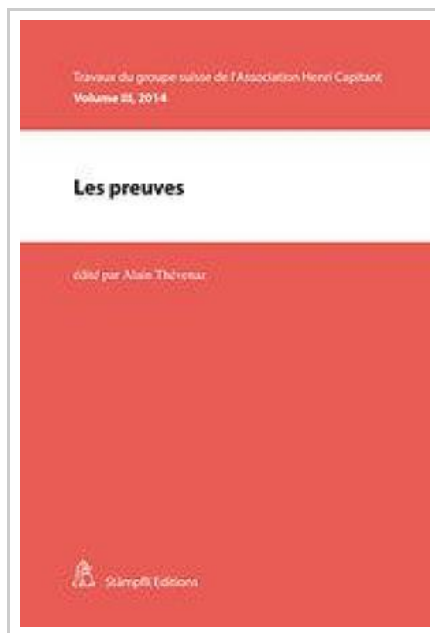 Travaux du groupe suisse de l'Association Henri Capitant
Volume III, 2014
Les preuves
édité par Alain Thévenaz
Stämpfli Editions